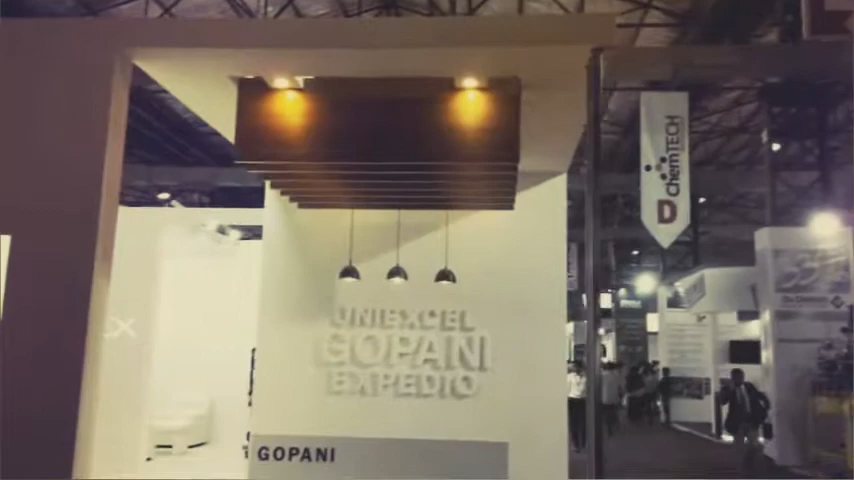 UNIEXCEL
GOPANI
EXPEDIO
GOPANI
ChemTECH
D